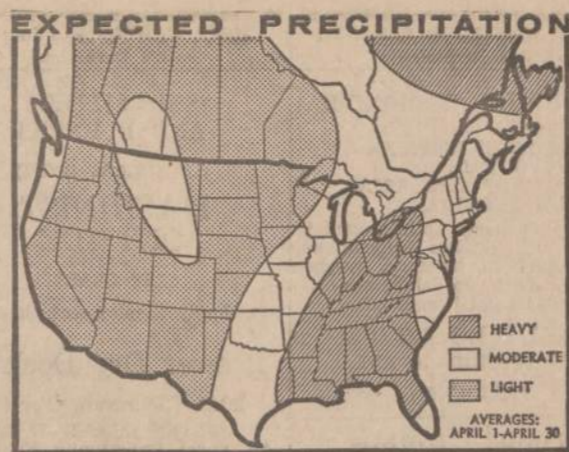 EXPECTED PRECIPITATION
HEAVY
MODERATE
LIGHT
AVERAGES:
APRIL 1-APRIL 30